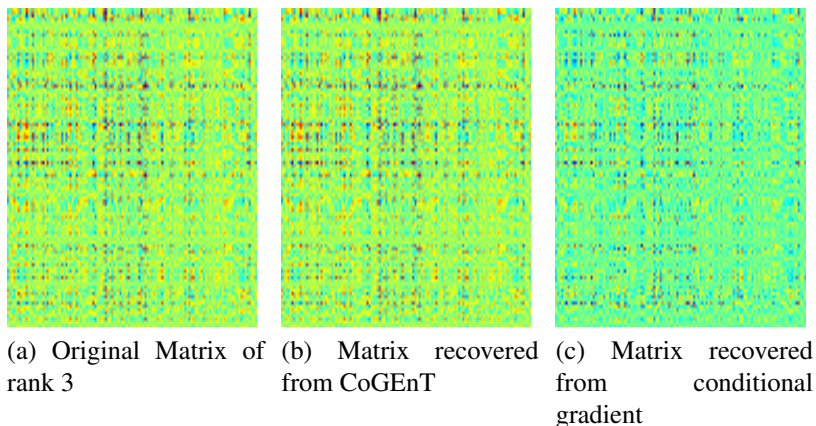 (a) Original Matrix of
rank 3
(b) Matrix recovered
from CoGEnT
(c) Matrix recovered
from conditional
gradient